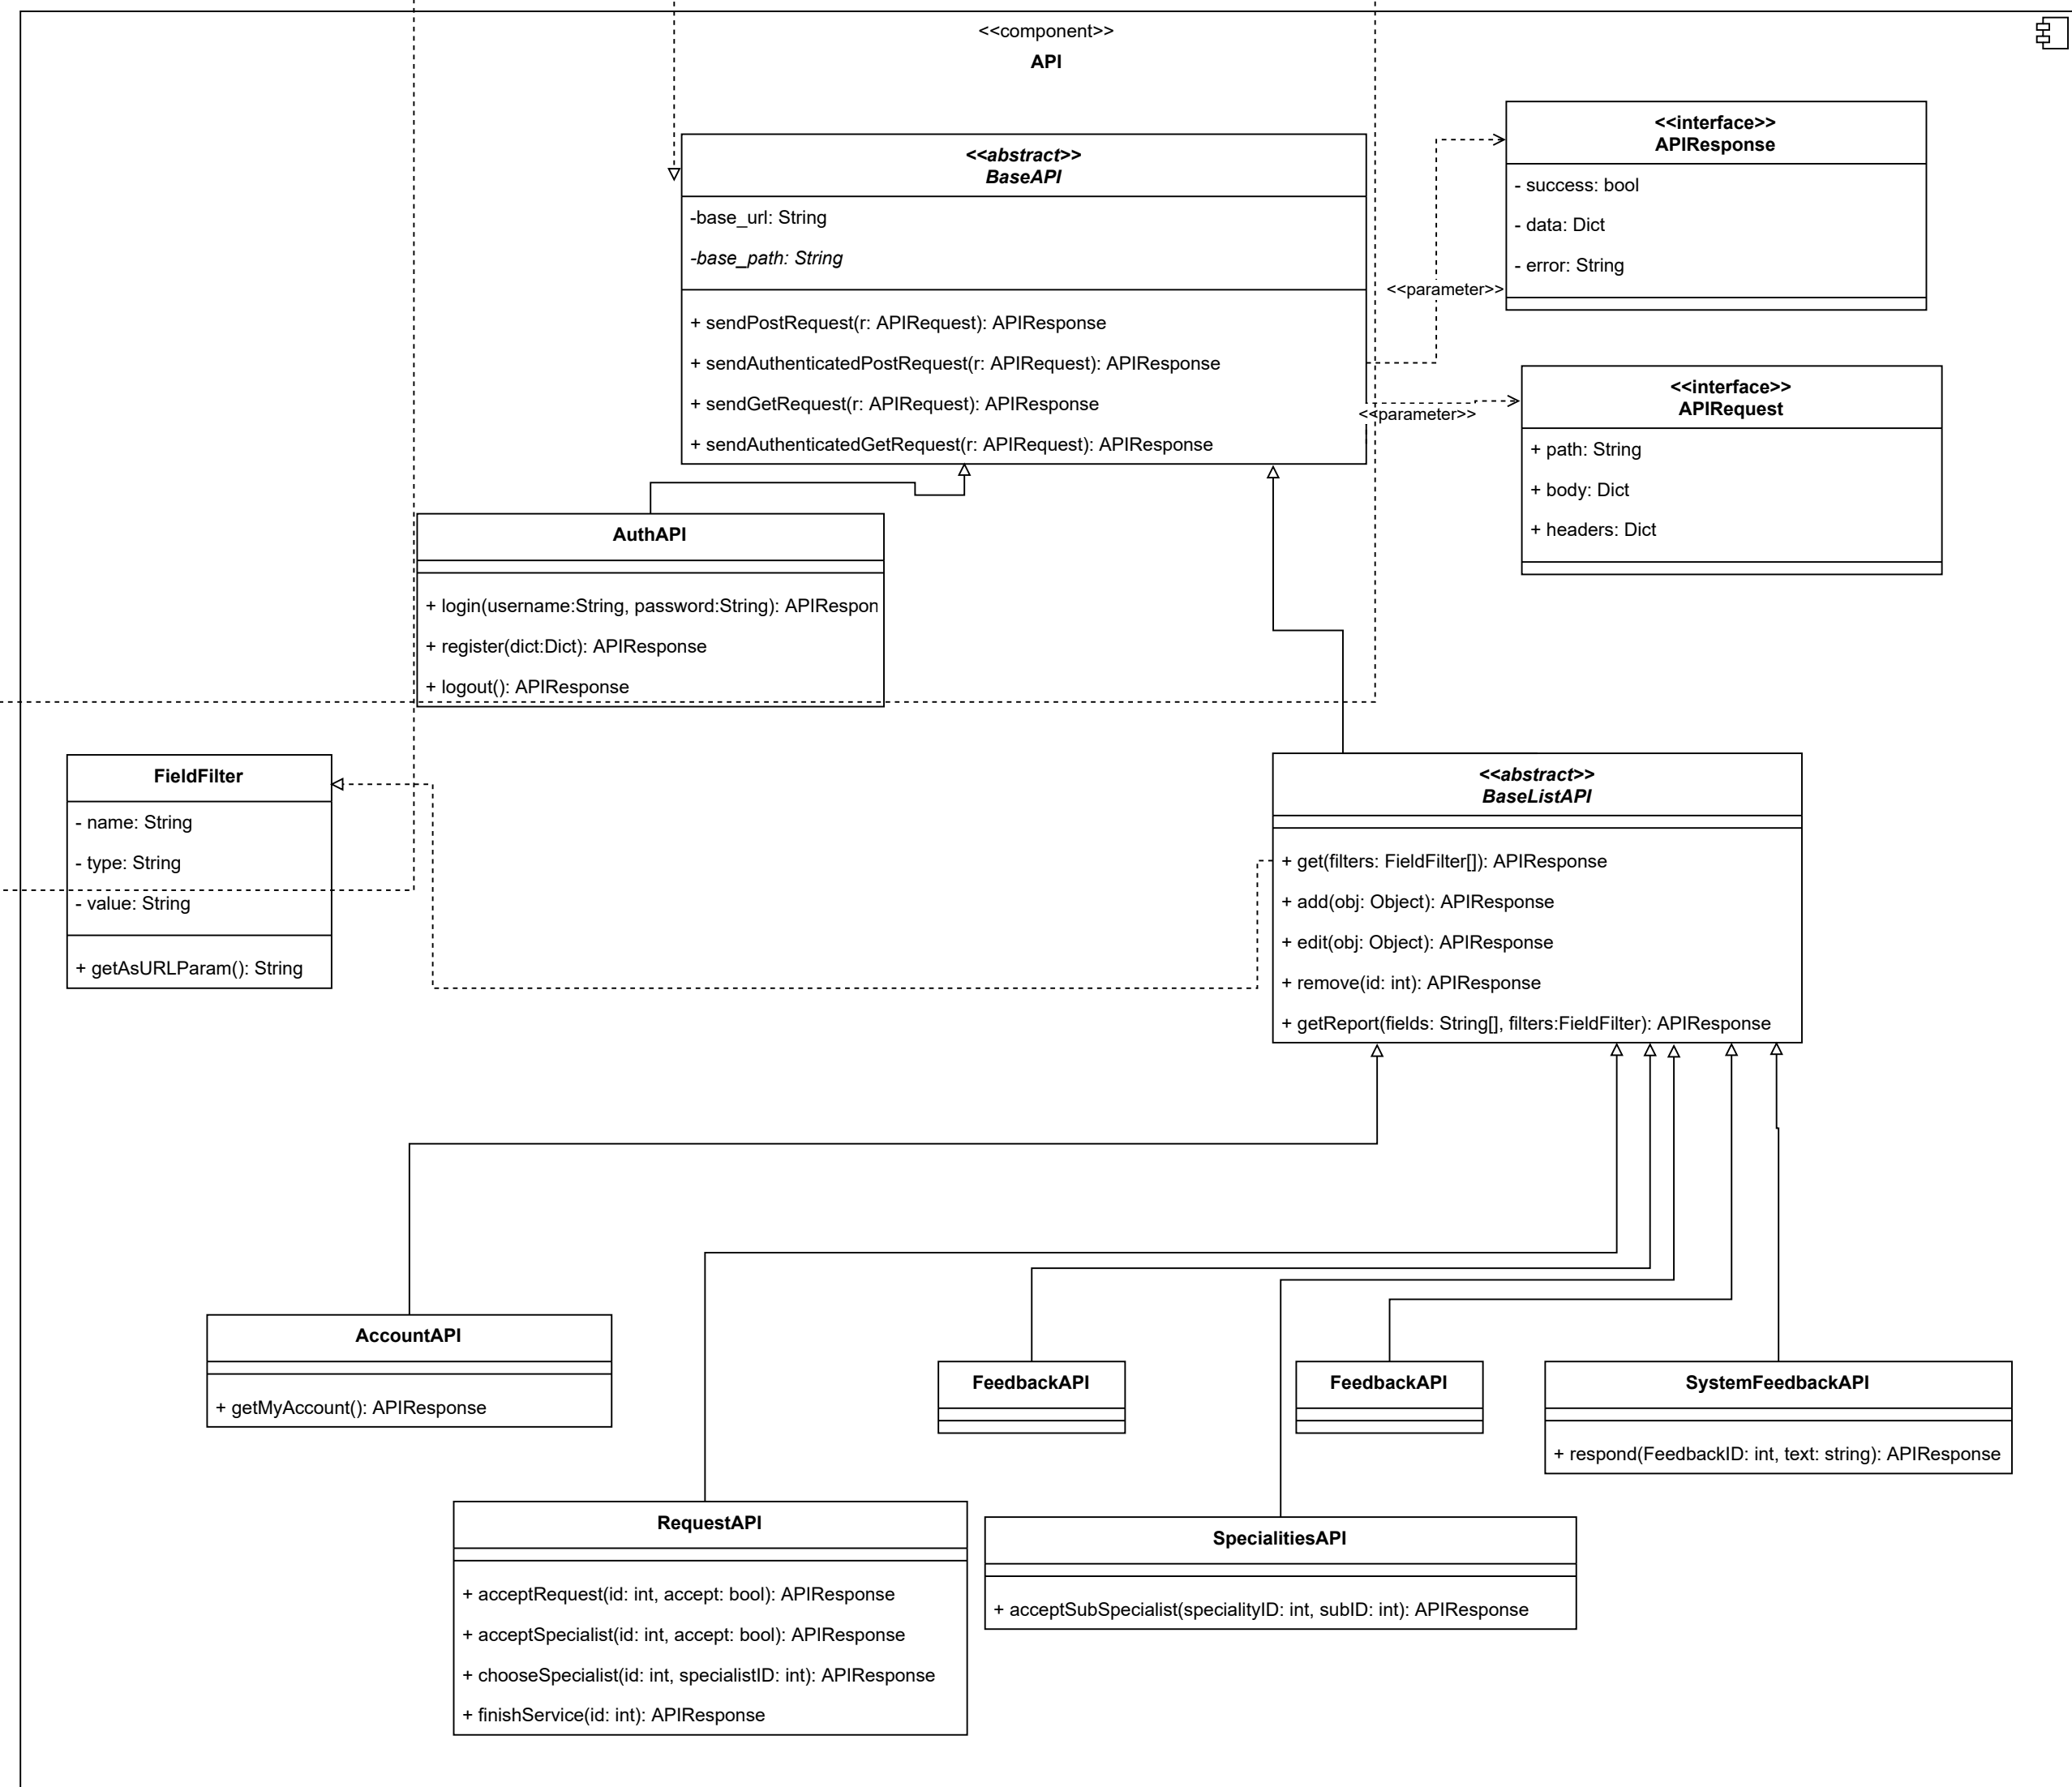 <<component>>
API
<<abstract>>
BaseAPI
-base_url: String
-base_path: String
+ sendPostRequest(r: APIRequest): APIResponse
+ sendAuthenticatedPostRequest(r: APIRequest): APIResponse
+ sendGetRequest(r: APIRequest): APIResponse
+ sendAuthenticatedGetRequest(r: APIRequest): APIResponse
<<interface>>
APIResponse
- success: bool
- data: Dict
- error: String
<<parameter>>
<<interface>>
APIRequest
+ path: String
+ body: Dict
+ headers: Dict
<<parameter>>
AuthAPI
+ login(username:String, password:String): APIRespon
+ register(dict:Dict): APIResponse
+ logout(): APIResponse
FieldFilter
- name: String
- type: String
- value: String
+ getAsURLParam(): String
<<abstract>>
BaseListAPI
+ get(filters: FieldFilter[]): APIResponse
+ add(obj: Object): APIResponse
+ edit(obj: Object): APIResponse
+ remove(id: int): APIResponse
+ getReport(fields: String[], filters:FieldFilter): APIResponse
AccountAPI
+ getMyAccount(): APIResponse
FeedbackAPI
FeedbackAPI
SystemFeedbackAPI
+ respond(FeedbackID: int, text: string): APIResponse
RequestAPI
+ acceptRequest(id: int, accept: bool): APIResponse
+ acceptSpecialist(id: int, accept: bool): APIResponse
+ chooseSpecialist(id: int, specialistID: int): APIResponse
+ finishService(id: int): APIResponse
SpecialitiesAPI
+ acceptSubSpecialist(specialityID: int, subID: int): APIResponse